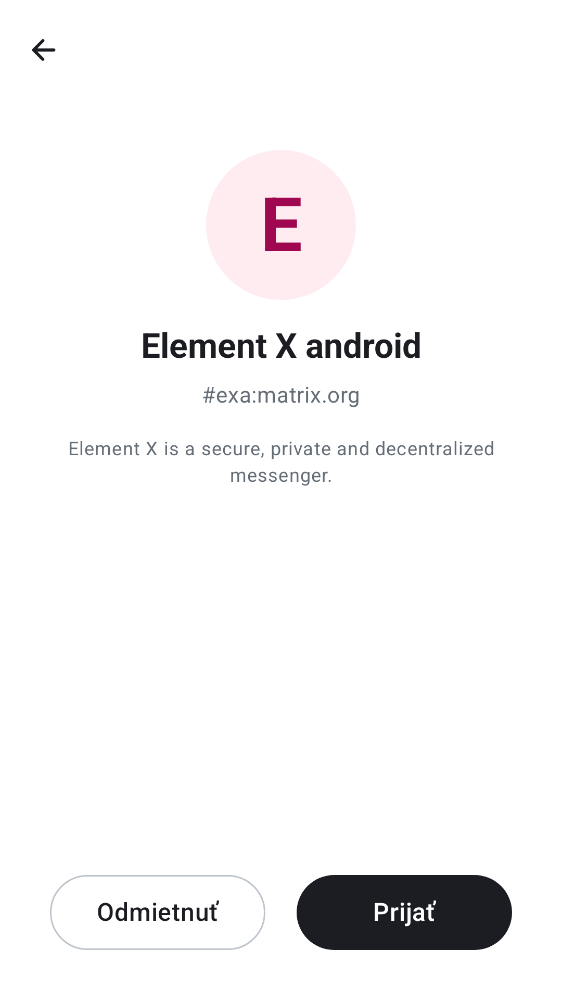 E
Element X android
#exa:matrix.org
Element X is a secure, private and decentralized
messenger.
Odmietnuť
Prijať